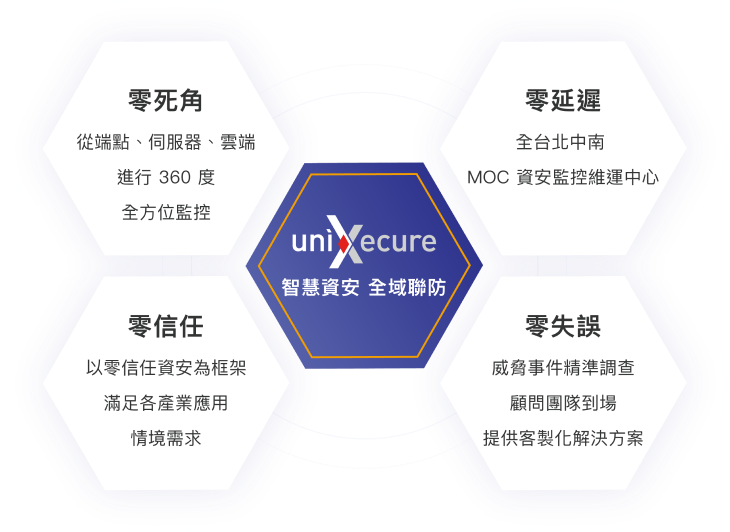 零死角
從端點、伺服器、雲端
進行 360 度
全方位監控
零延遲
全台北中南
MOC 資安監控維運中心
uniXecure
智慧資安 全域聯防
零信任
以零信任資安為框架
滿足各產業應用
情境需求
零失誤
威脅事件精準調查
顧問團隊到場
提供客製化解決方案